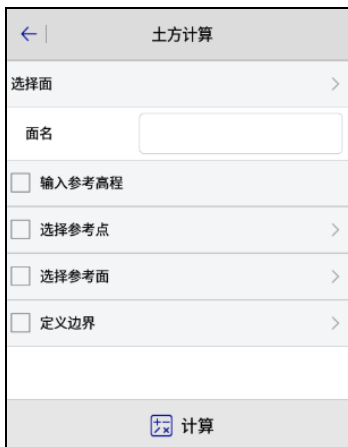 土方计算
选择面
面名
输入参考高程
选择参考点
选择参考面
定义边界
计算